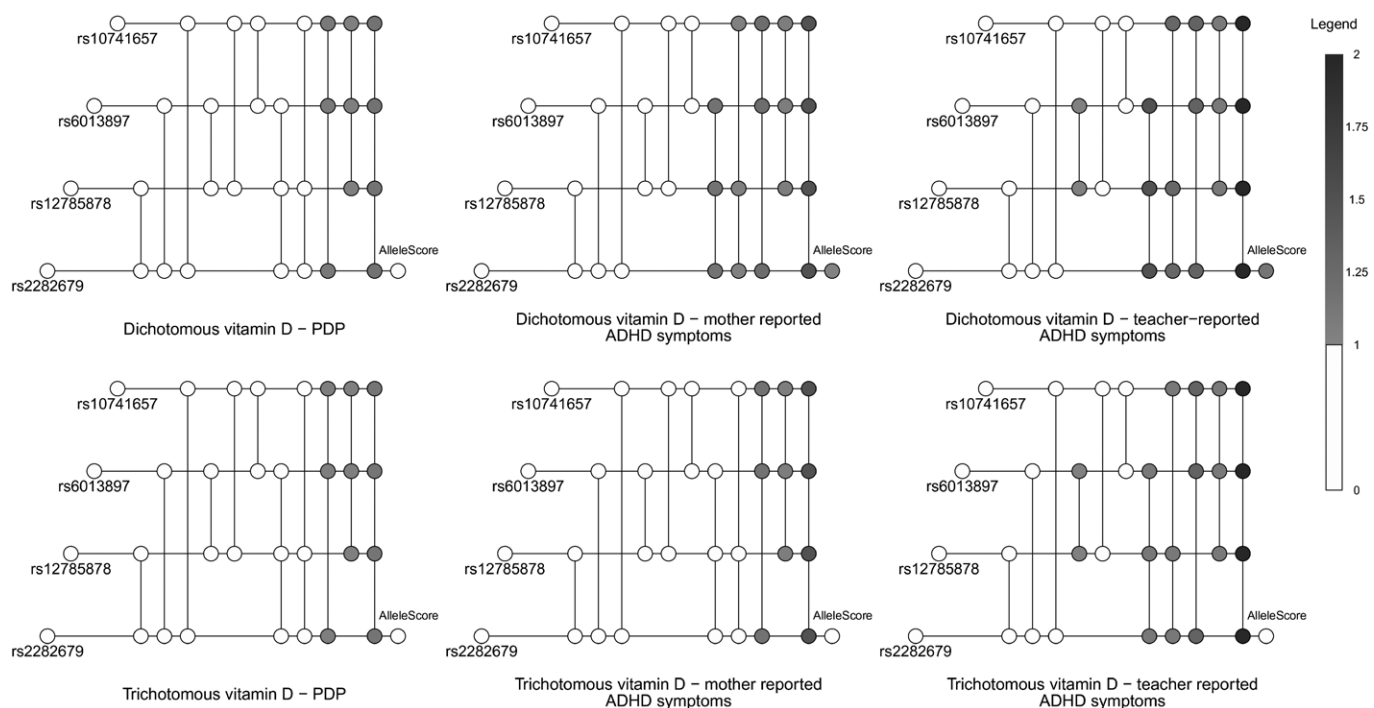 Legend
rs10741657
rs6013897
rs12785878
AlleleScore
rs2282679
Dichotomous vitamin D – PDP
rs10741657
rs6013897
rs12785878
AlleleScore
rs2282679
Dichotomous vitamin D – mother reported
ADHD symptoms
rs10741657
rs6013897
rs12785878
AlleleScore
rs2282679
Dichotomous vitamin D – teacher–reported
ADHD symptoms
2
1.75
1.5
1.25
1
0
rs10741657
rs6013897
rs12785878
AlleleScore
rs2282679
Trichotomous vitamin D – PDP
rs10741657
rs6013897
rs12785878
AlleleScore
rs2282679
Trichotomous vitamin D – mother reported
ADHD symptoms
rs10741657
rs6013897
rs12785878
AlleleScore
rs2282679
Trichotomous vitamin D – teacher reported
ADHD symptoms